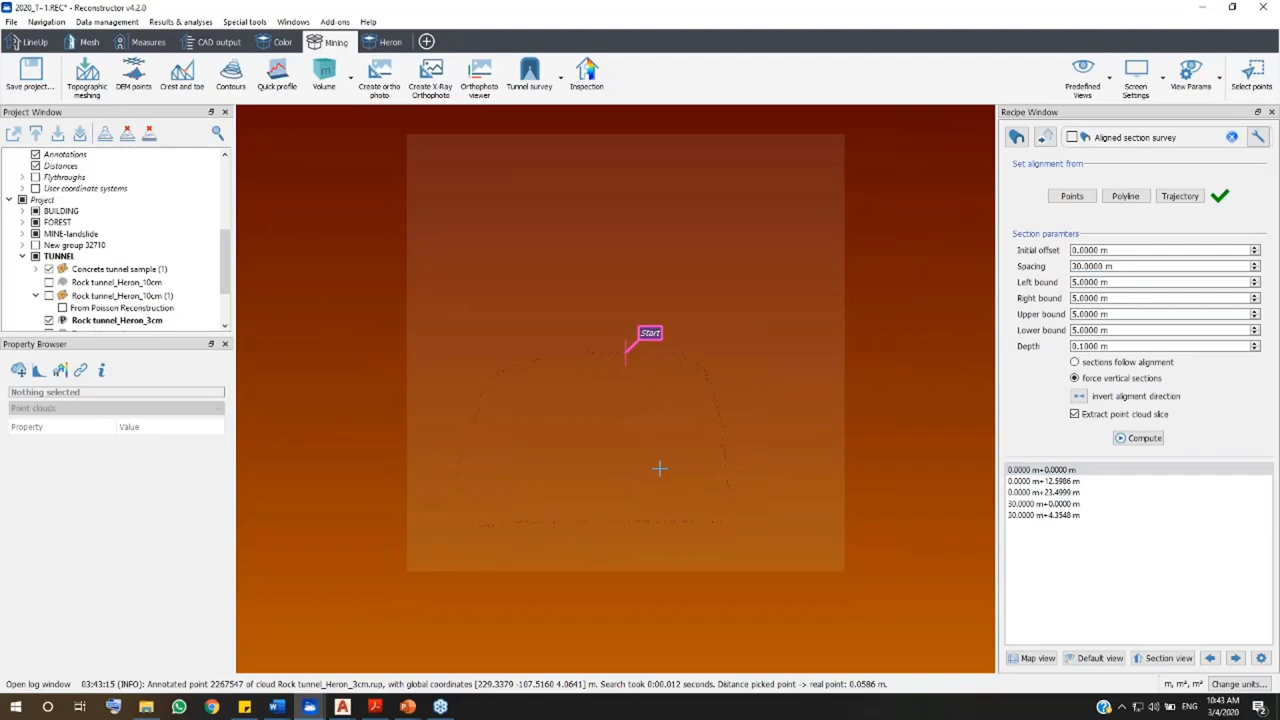 2020_T~1.REC* - Reconstructor v4.2.0
File Navigation Data management Results & analyses Special tools Windows Add-ons Help
LineUp Mesh Measures CAD output Color Mining Heron
Save project... Topographic meshing DEM points Crest and toe Contours Quick profile Volume Create ortho photo Create X-Ray Orthophoto Orthophoto viewer Tunnel survey Inspection Predefined Views Screen Settings View Params Select points
Project Window
Annotations
Distances
Flythroughs
User coordinate systems
Project
BUILDING
FOREST
MINE-landslide
New group 32710
TUNNEL
Concrete tunnel sample (1)
Rock tunnel_Heron_10cm
Rock tunnel_Heron_10cm (1)
From Poisson Reconstruction
Rock tunnel_Heron_3cm
Property Browser
Nothing selected
Point clouds
Property Value
Start
Recipe Window
Aligned section survey
Set alignment from
Points Polyline Trajectory
Section paramters
Initial offset 0.0000 m
Spacing 30.0000 m
Left bound 5.0000 m
Right bound 5.0000 m
Upper bound 5.0000 m
Lower bound 5.0000 m
Depth 0.1000 m
sections follow alignment
force vertical sections
invert aligment direction
Extract point cloud slice
Compute
0.0000 m+0.0000 m
0.0000 m+12.5986 m
0.0000 m+23.4999 m
30.0000 m+0.0000 m
30.0000 m+4.3548 m
Map view Default view Section view
Open log window 03:43:15 (INFO): Annotated point 2267547 of cloud Rock tunnel_Heron_3cm.rup, with global coordinates [229.3379 -107.5160 4.0641] m. Search took 0:00.012 seconds. Distance picked point -> real point: 0.0586 m. m, m², m³ Change units...
ENG
10:43 AM
3/4/2020